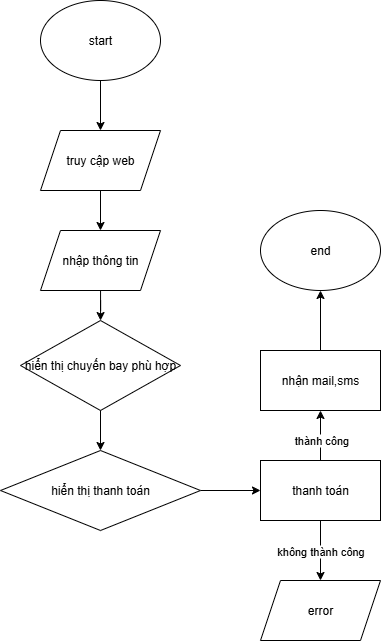 start
truy cập web
nhập thông tin
hiển thị chuyến bay phù hợp
hiển thị thanh toán
end
nhận mail,sms
thành công
thanh toán
không thành công
error